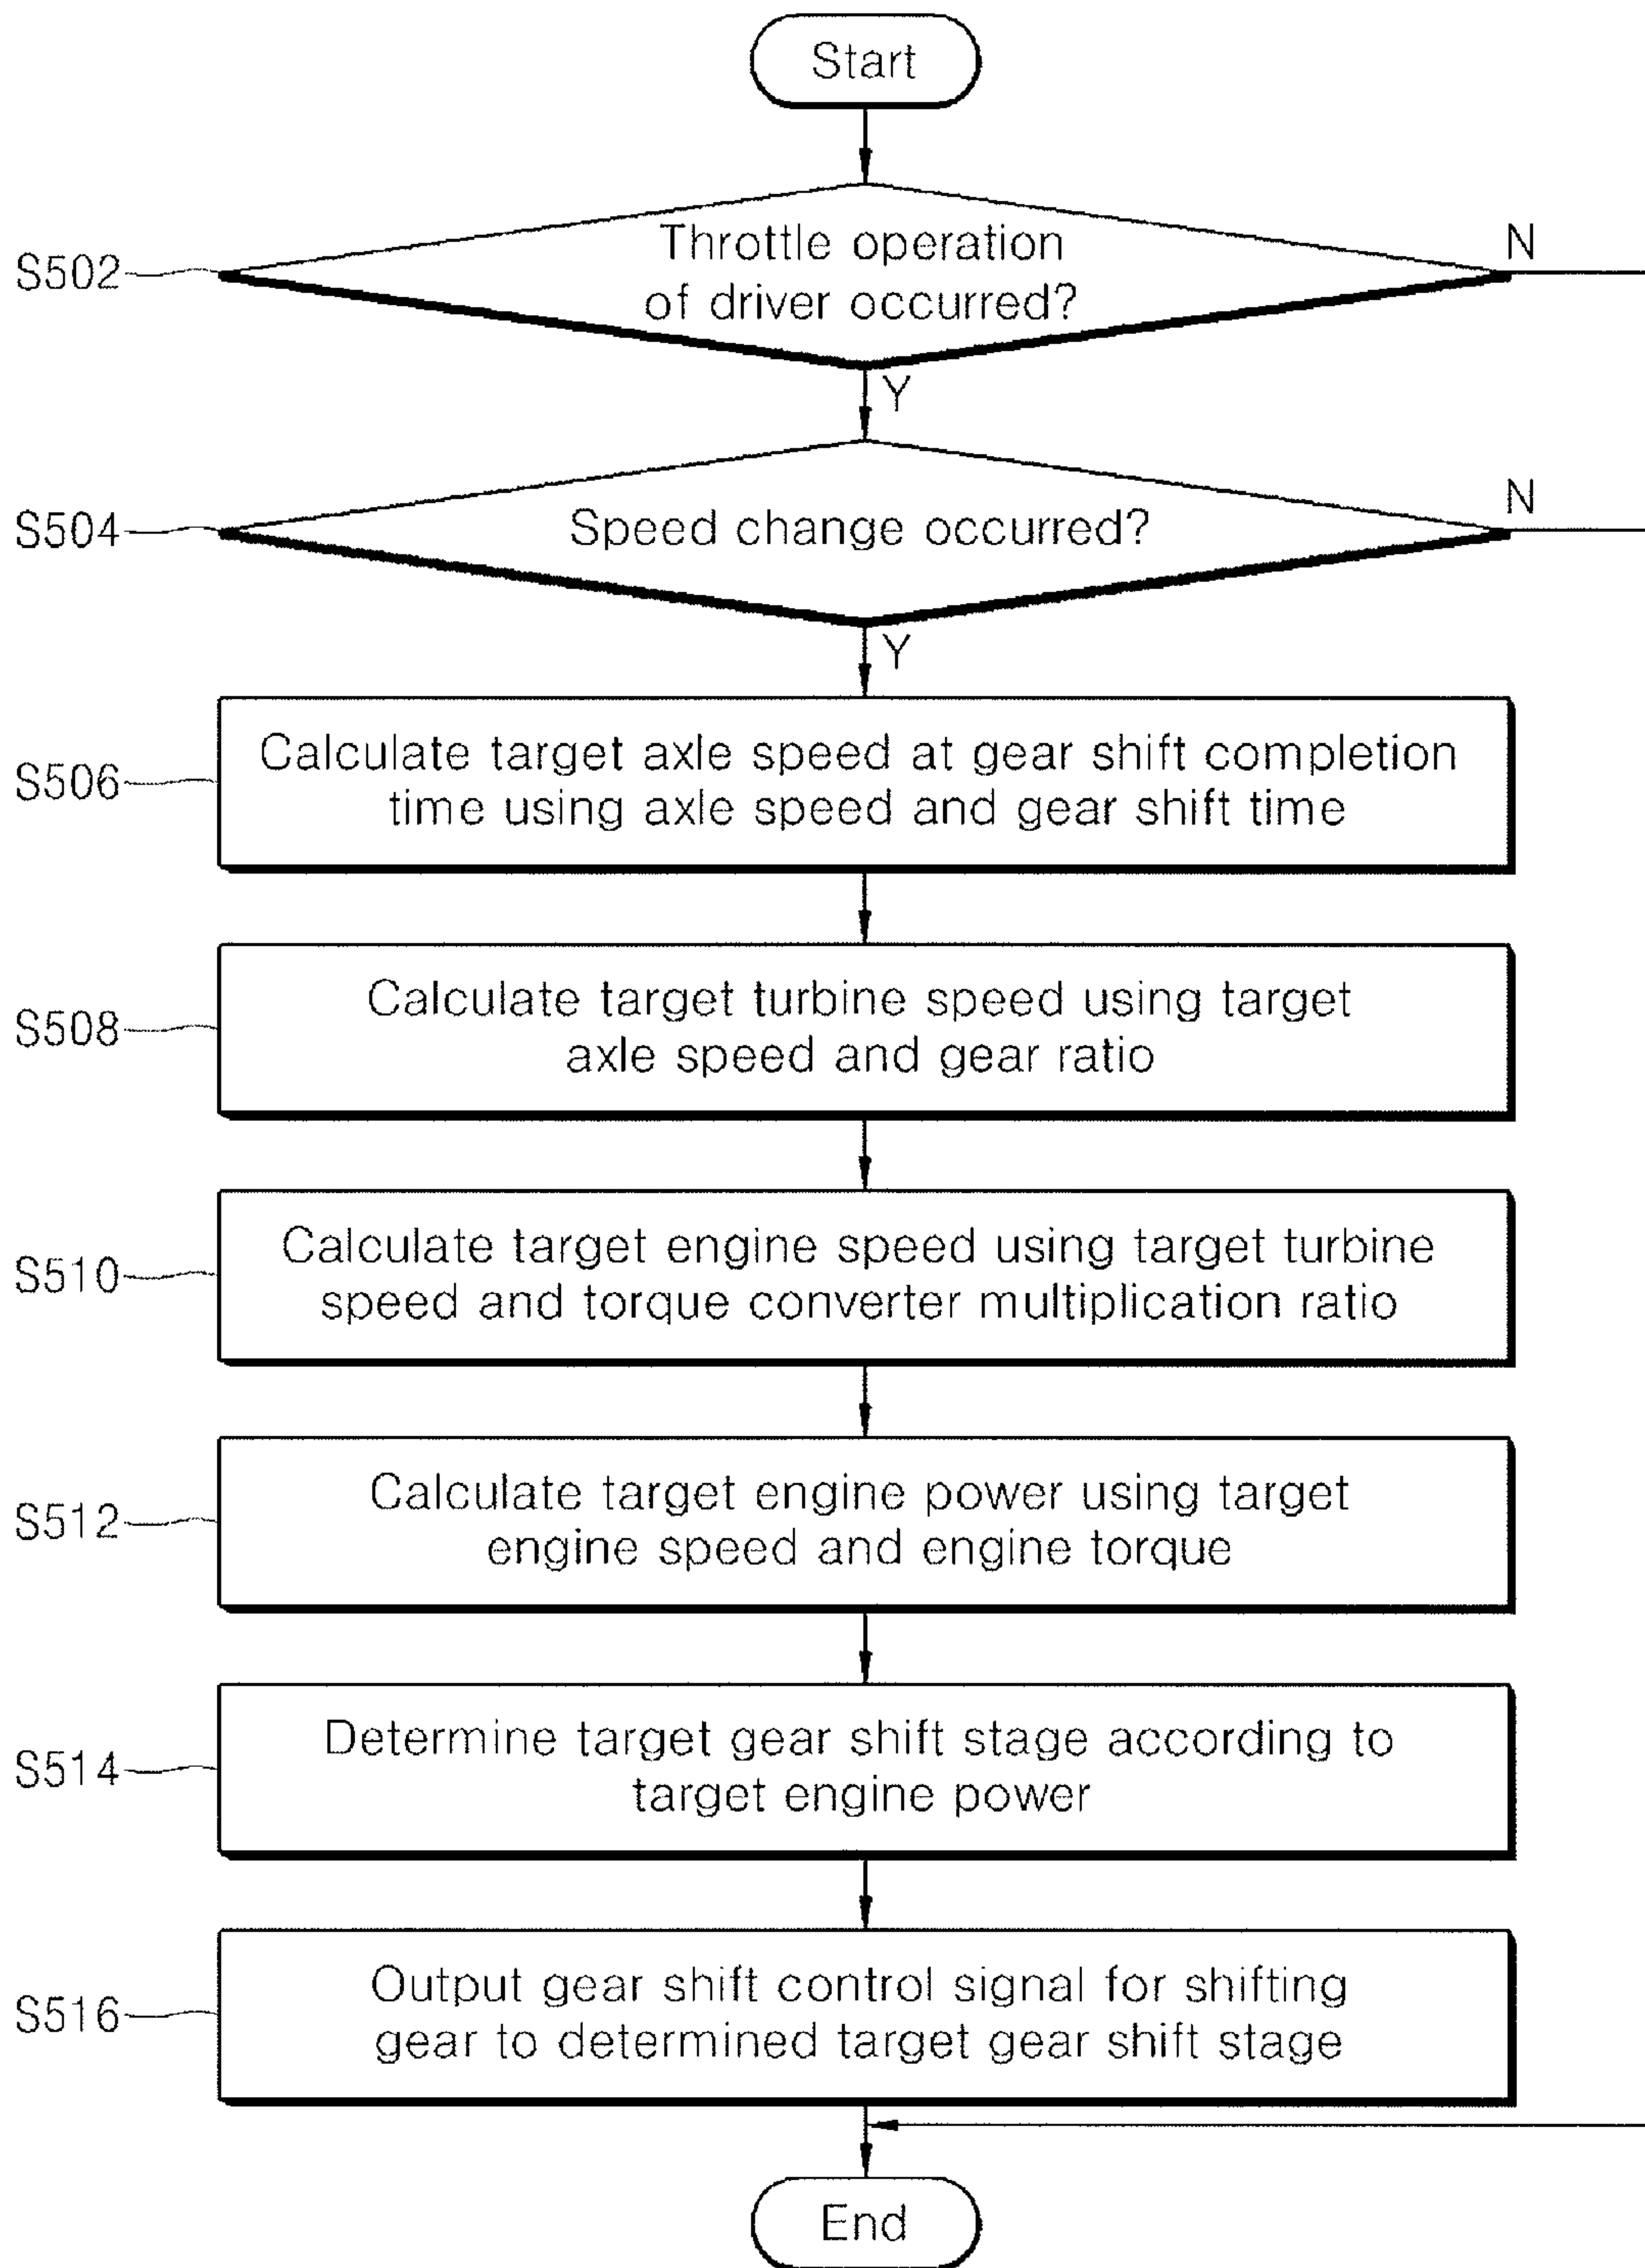 Start
Throttle operation
of driver occurred?
N
S502
Y
Speed change occurred?
N
S504
Y
Calculate target axle speed at gear shift completion
time using axle speed and gear shift time
S506
Calculate target turbine speed using target
axle speed and gear ratio
S508
Calculate target engine speed using target turbine
speed and torque converter multiplication ratio
S510
Calculate target engine power using target
engine speed and engine torque
S512
Determine target gear shift stage according to
target engine power
S514
Output gear shift control signal for shifting
gear to determined target gear shift stage
S516
End